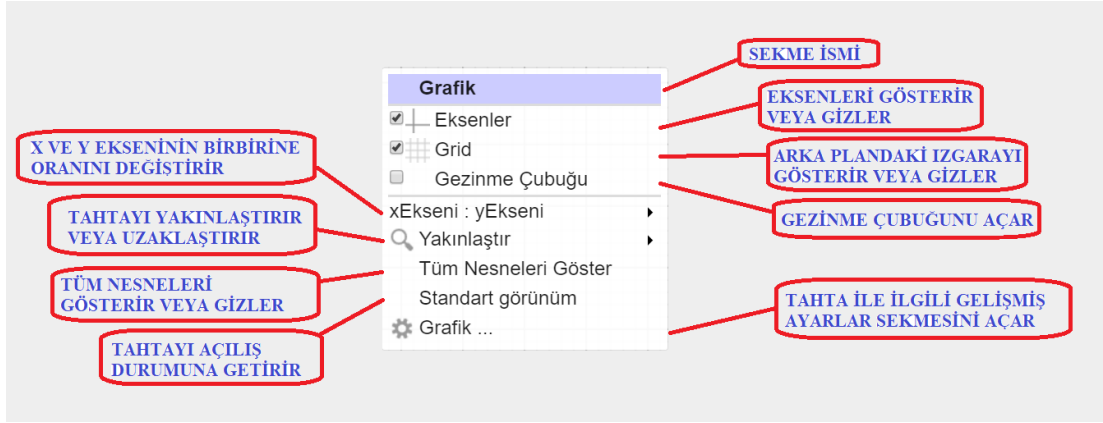 SEKME İSMİ
Grafik
EKSENLERİ GÖSTERİR
VEYA GİZLER
Eksenler
X VE Y EKSENİNİN BİRBİRİNE
ORANINI DEĞİŞTİRİR
Grid
ARKA PLANDAKİ IZGARAYI
GÖSTERİR VEYA GİZLER
Gezinme Çubuğu
GEZİNME ÇUBUĞUNU AÇAR
xEkseni : yEkseni
TAHTAYI YAKINLAŞTIRIR
VEYA UZAKLAŞTIRIR
Yakınlaştır
Tüm Nesneleri Göster
TÜM NESNELERİ
GÖSTERİR VEYA GİZLER
Standart görünüm
TAHTA İLE İLGİLİ GELİŞMİŞ
AYARLAR SEKMESİNİ AÇAR
Grafik ...
TAHTAYI AÇILIŞ
DURUMUNA GETİRİR